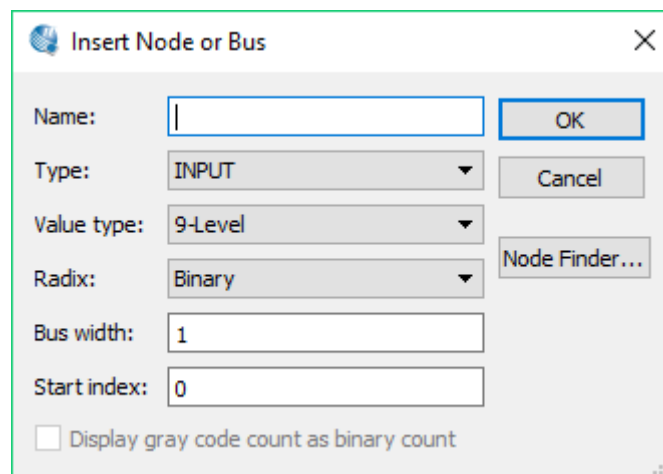 Insert Node or Bus
Name:
OK
Type:
INPUT
Cancel
Value type:
9-Level
Node Finder...
Radix:
Binary
Bus width:
1
Start index:
0
Display gray code count as binary count